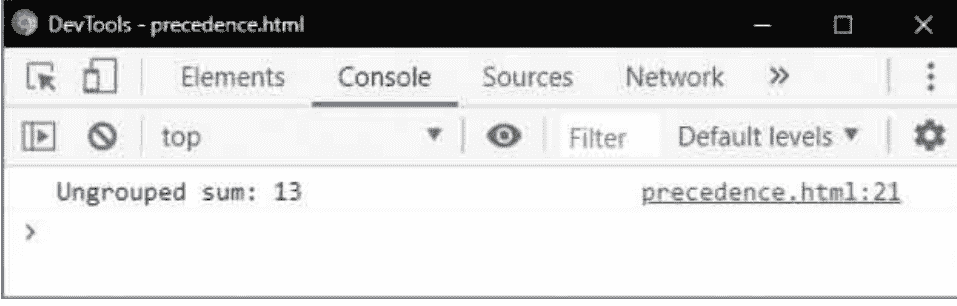 DevTools - precedence.html
Elements Console Sources Network »
top Filter Default levels
Ungrouped sum: 13 precedence.html:21
>